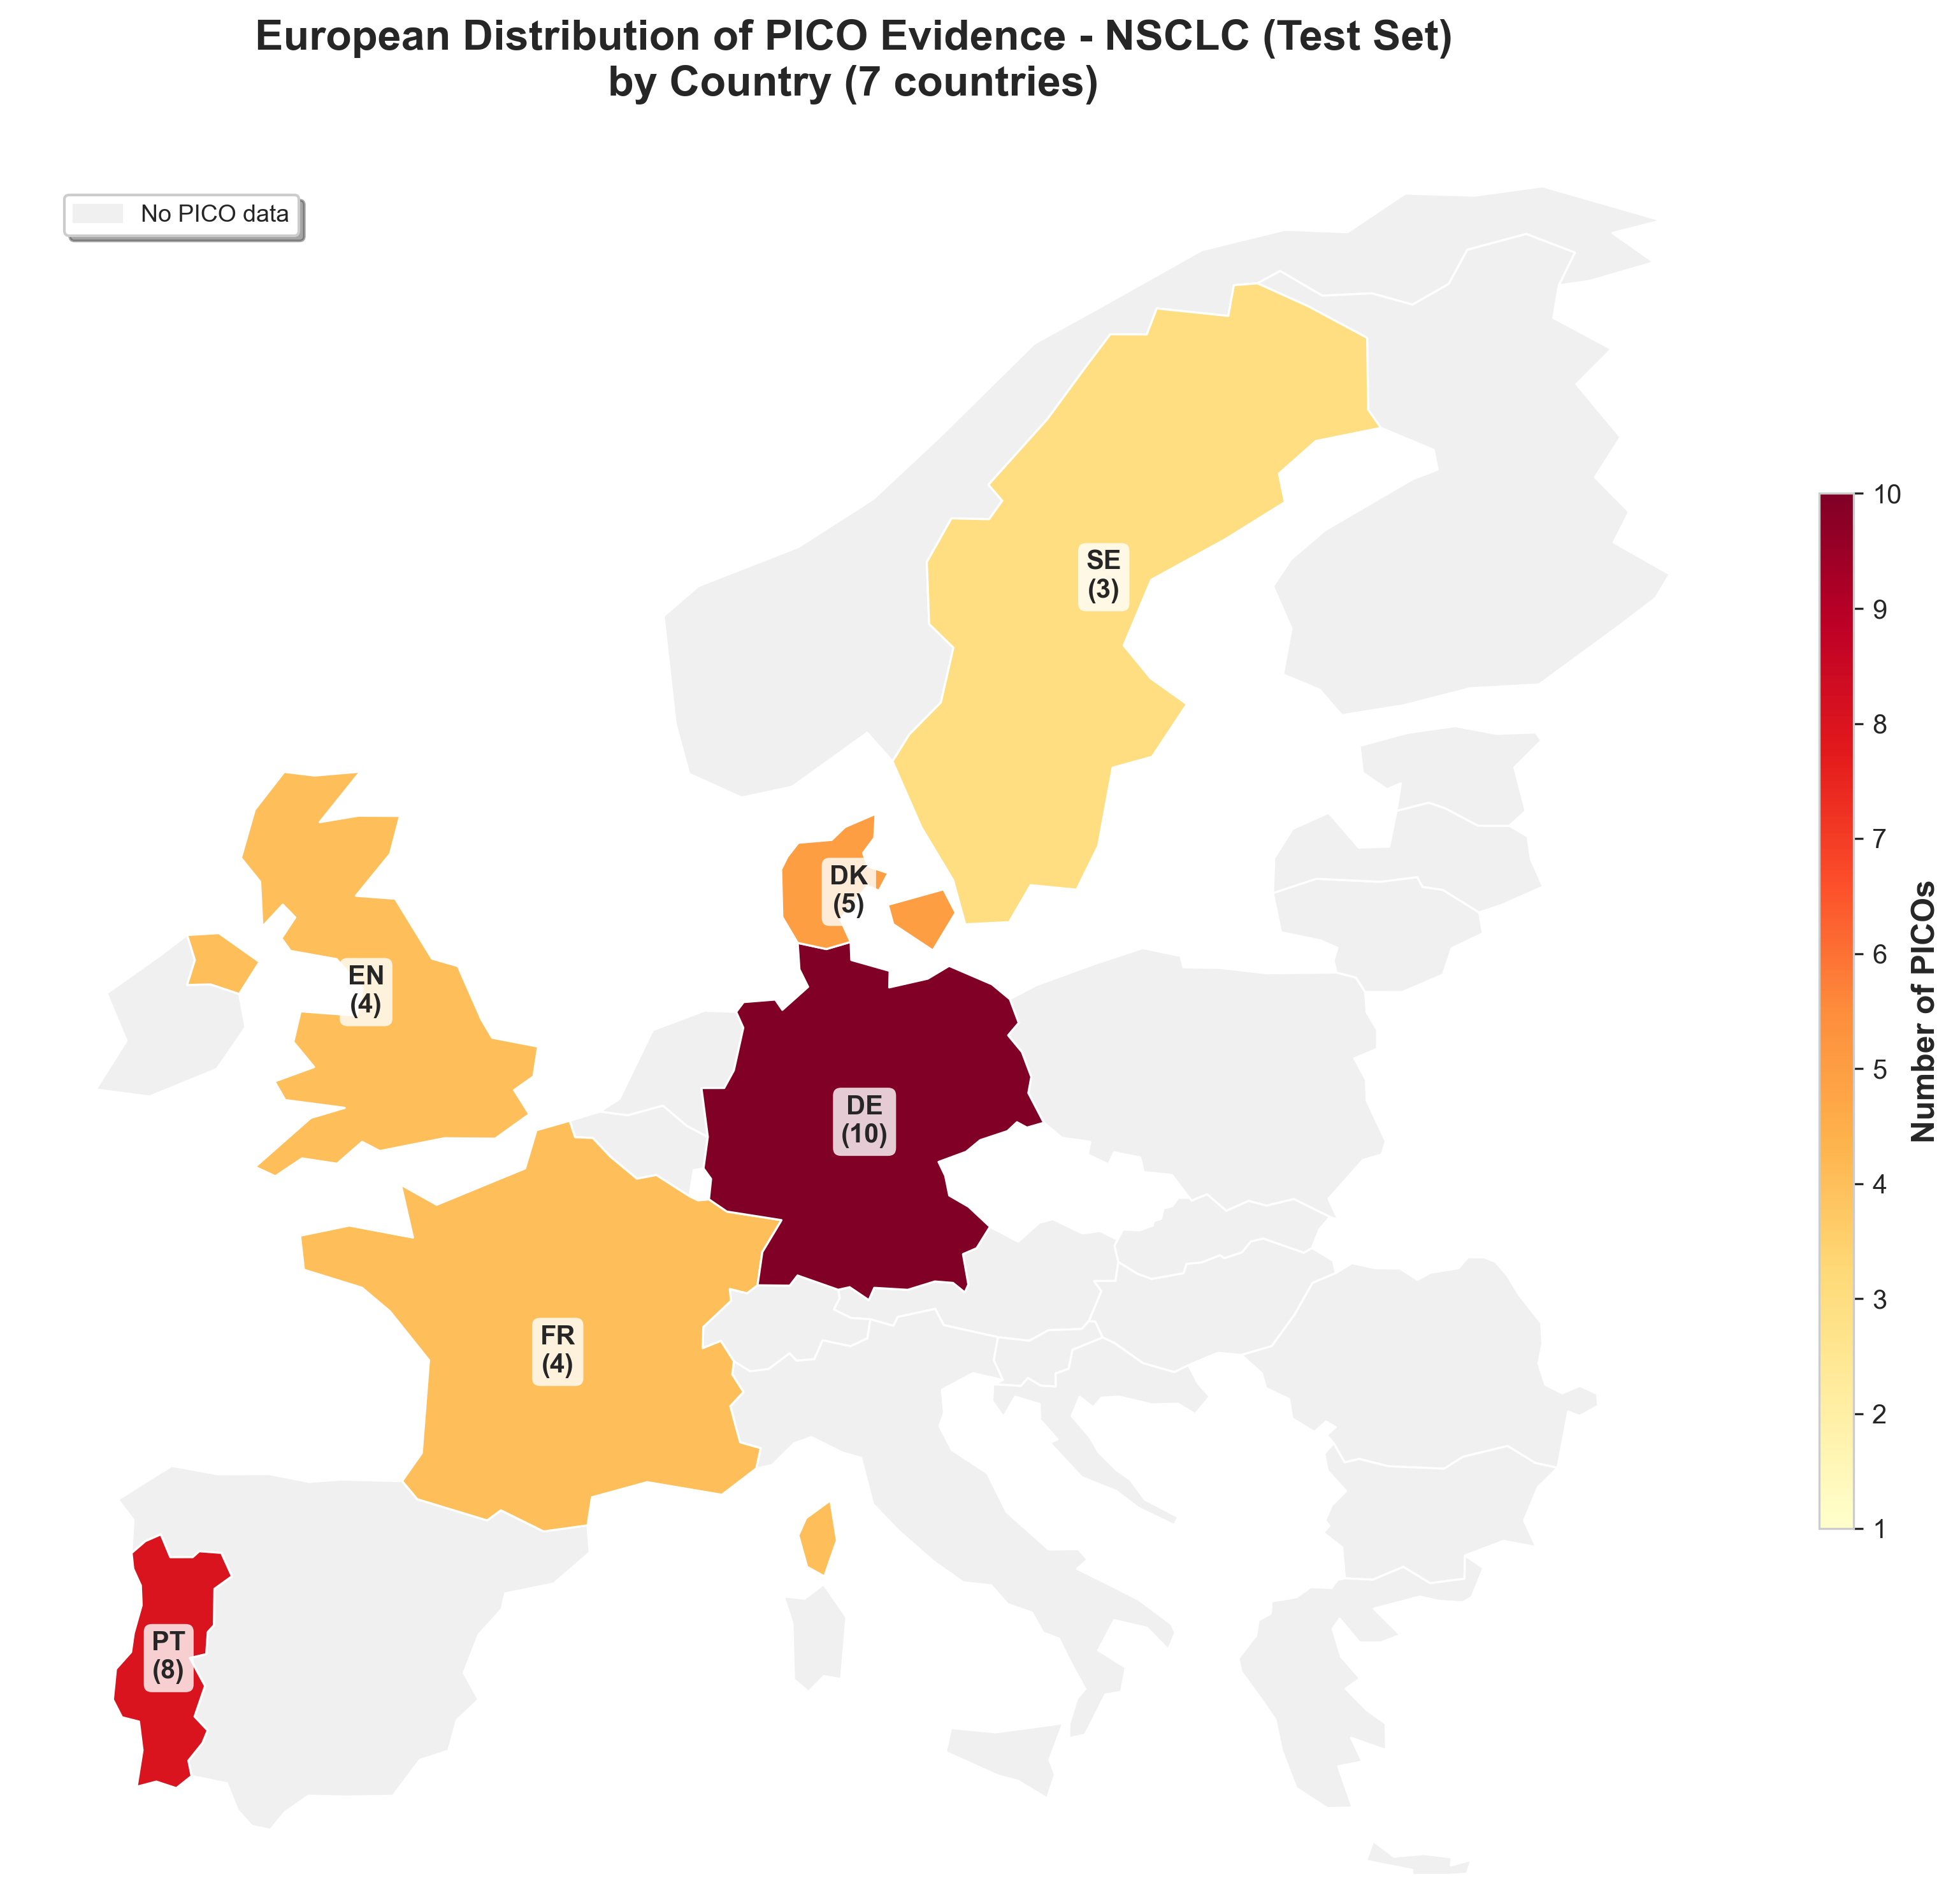 European Distribution of PICO Evidence - NSCLC (Test Set)
by Country (7 countries)
No PICO data
SE
(3)
DK
(5)
EN
(4)
DE
(10)
FR
(4)
PT
(8)
10
9
8
7
6
5
4
3
2
1
Number of PICOs